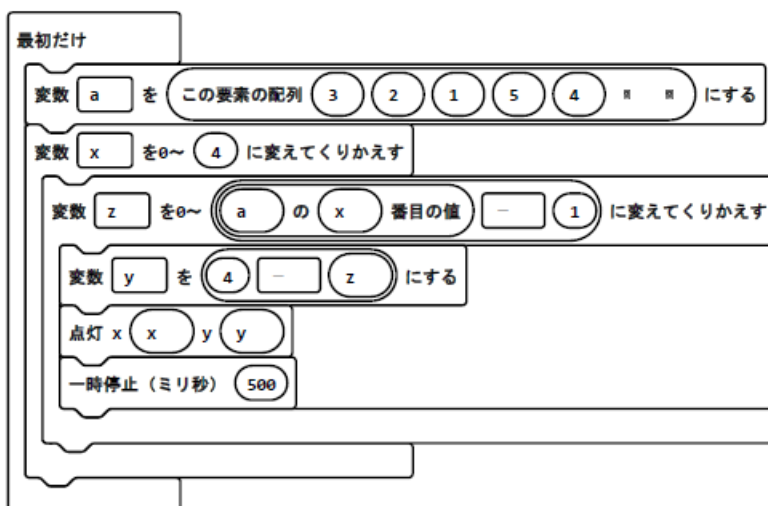 最初だけ
変数 a を この要素の配列 3 2 1 5 4 にする
変数 x を0～ 4 に変えてくりかえす
変数 z を0～ a の x 番目の値 － 1 に変えてくりかえす
変数 y を 4 － z にする
点灯 x x y y
一時停止（ミリ秒） 500